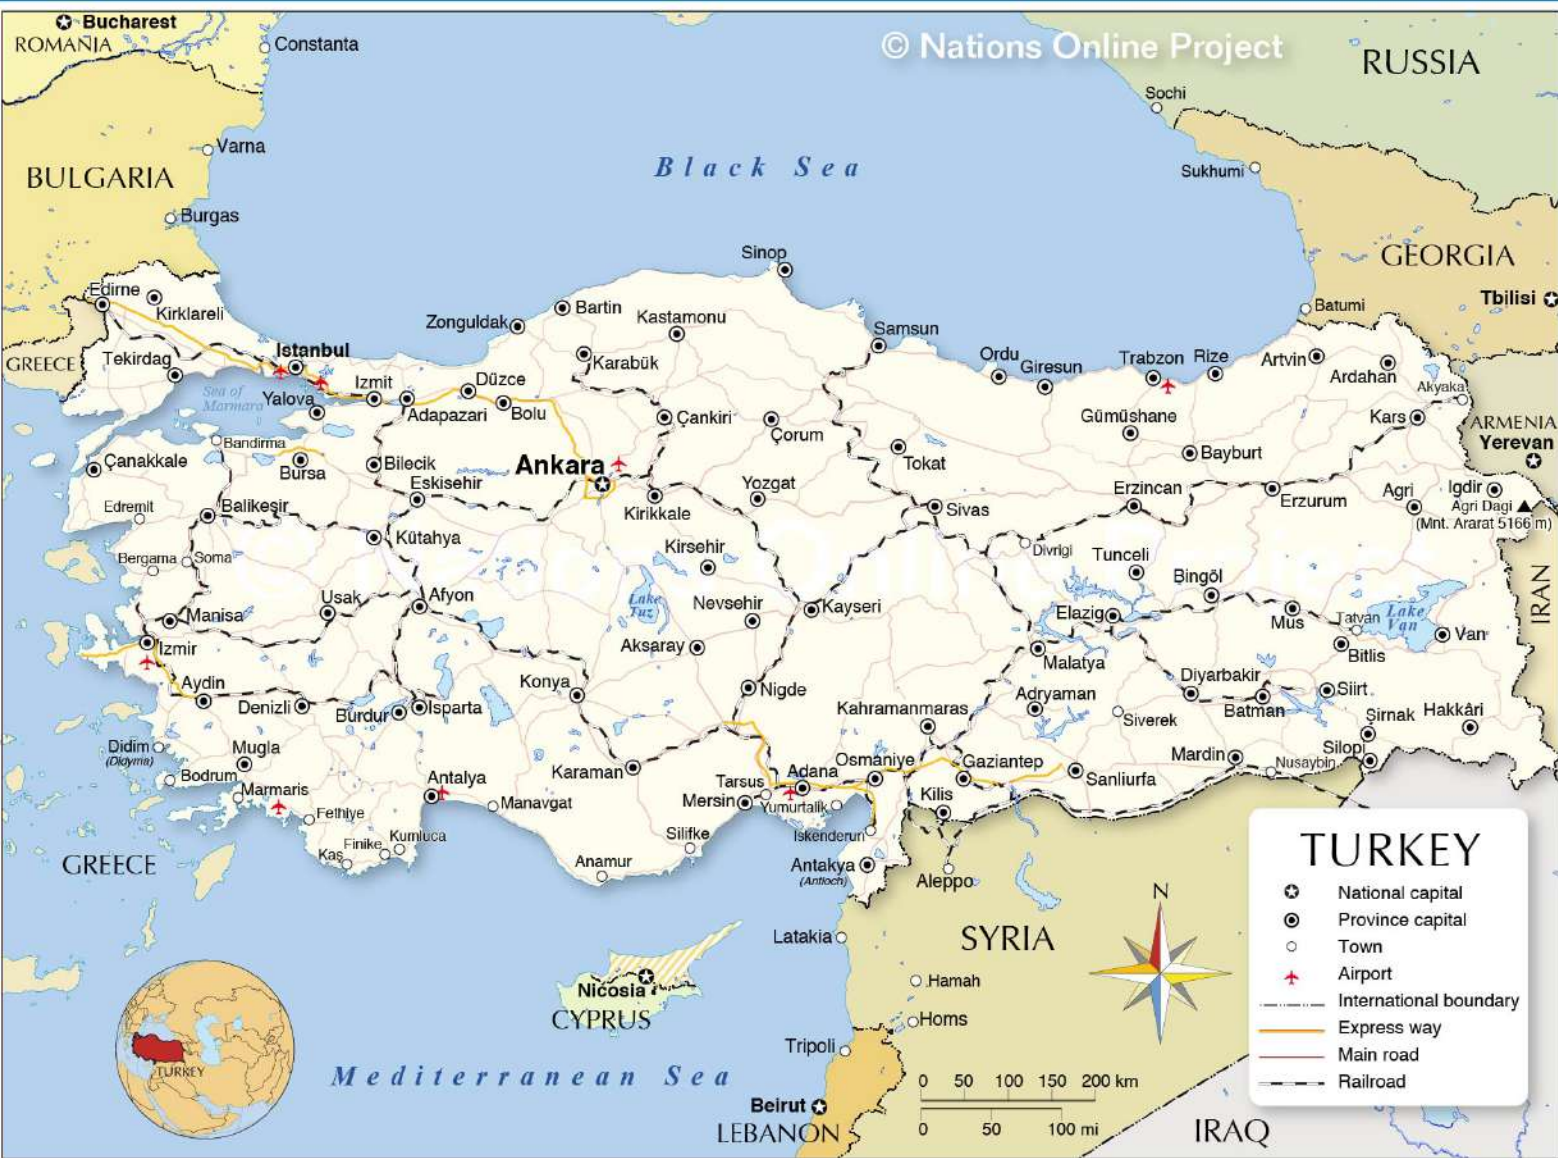 Bucharest
ROMANIA
Constanta
© Nations Online Project
RUSSIA
Sochi
Varna
BULGARIA
Black Sea
Sukhumi
Burgas
GEORGIA
Sinop
Tbilisi
Edirne
Kirklareli
Bartin
Batumi
Zonguldak
Kastamonu
Samsun
GREECE
Tekirdag
Istanbul
Karabük
Ordu
Giresun
Trabzon
Rize
Artvin
Ardahan
Akyaka
Sea of
Marmara
Yalova
Izmit
Düzce
Adapazari
Bolu
Çankiri
Çorum
Gümüshane
Kars
ARMENIA
Yerevan
Bandirma
Çanakkale
Bursa
Bilecik
Eskisehir
Ankara
Tokat
Bayburt
Edremit
Balikeşir
Kirikkale
Yozgat
Sivas
Erzincan
Erzurum
Agri
Igdir
Agri Dagi
(Mnt. Ararat 5166 m)
Kütahya
Bergama
Soma
Kirsehir
Divrigi
Tunceli
Bingöl
IRAN
Manisa
Usak
Afyon
Lake
Tuz
Nevsehir
Kayseri
Elazig
Mus
Tatvan
Lake
Van
Van
Izmir
Aksaray
Malatya
Bitlis
Aydin
Denizli
Burdur
Isparta
Konya
Nigde
Kahramanmaras
Adryaman
Siverek
Diyarbakir
Batman
Siirt
Şirnak
Hakkâri
Didim
(Didyma)
Mugla
Bodrum
Marmaris
Fethiye
Antalya
Manavgat
Karaman
Tarsus
Mersin
Adana
Yumurtalik
Osmaniye
Gaziantep
Sanliurfa
Mardin
Nusaybin
Silopi
Kilis
GREECE
Kaş
Finike
Kumluca
Anamur
Silifke
Iskenderun
Antakya
(Antioch)
Aleppo
Latakia
SYRIA
Nicosia
CYPRUS
Hamah
Homs
Tripoli
Mediterranean Sea
Beirut
LEBANON
IRAQ
TURKEY
N
0 50 100 150 200 km
0 50 100 mi
TURKEY
National capital
Province capital
Town
Airport
International boundary
Express way
Main road
Railroad